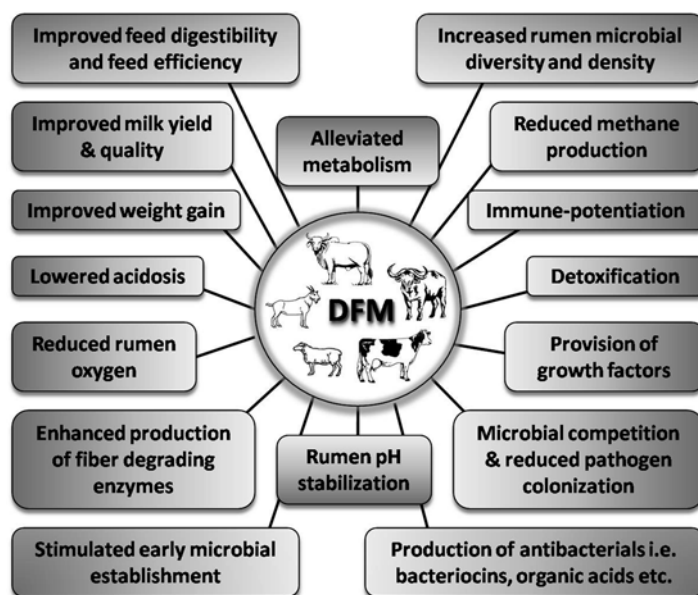 Improved feed digestibility
and feed efficiency
Increased rumen microbial
diversity and density
Improved milk yield
& quality
Alleviated
metabolism
Reduced methane
production
Improved weight gain
Immune-potentiation
Lowered acidosis
DFM
Detoxification
Reduced rumen
oxygen
Provision of
growth factors
Enhanced production
of fiber degrading
enzymes
Rumen pH
stabilization
Microbial competition
& reduced pathogen
colonization
Stimulated early microbial
establishment
Production of antibacterials i.e.
bacteriocins, organic acids etc.